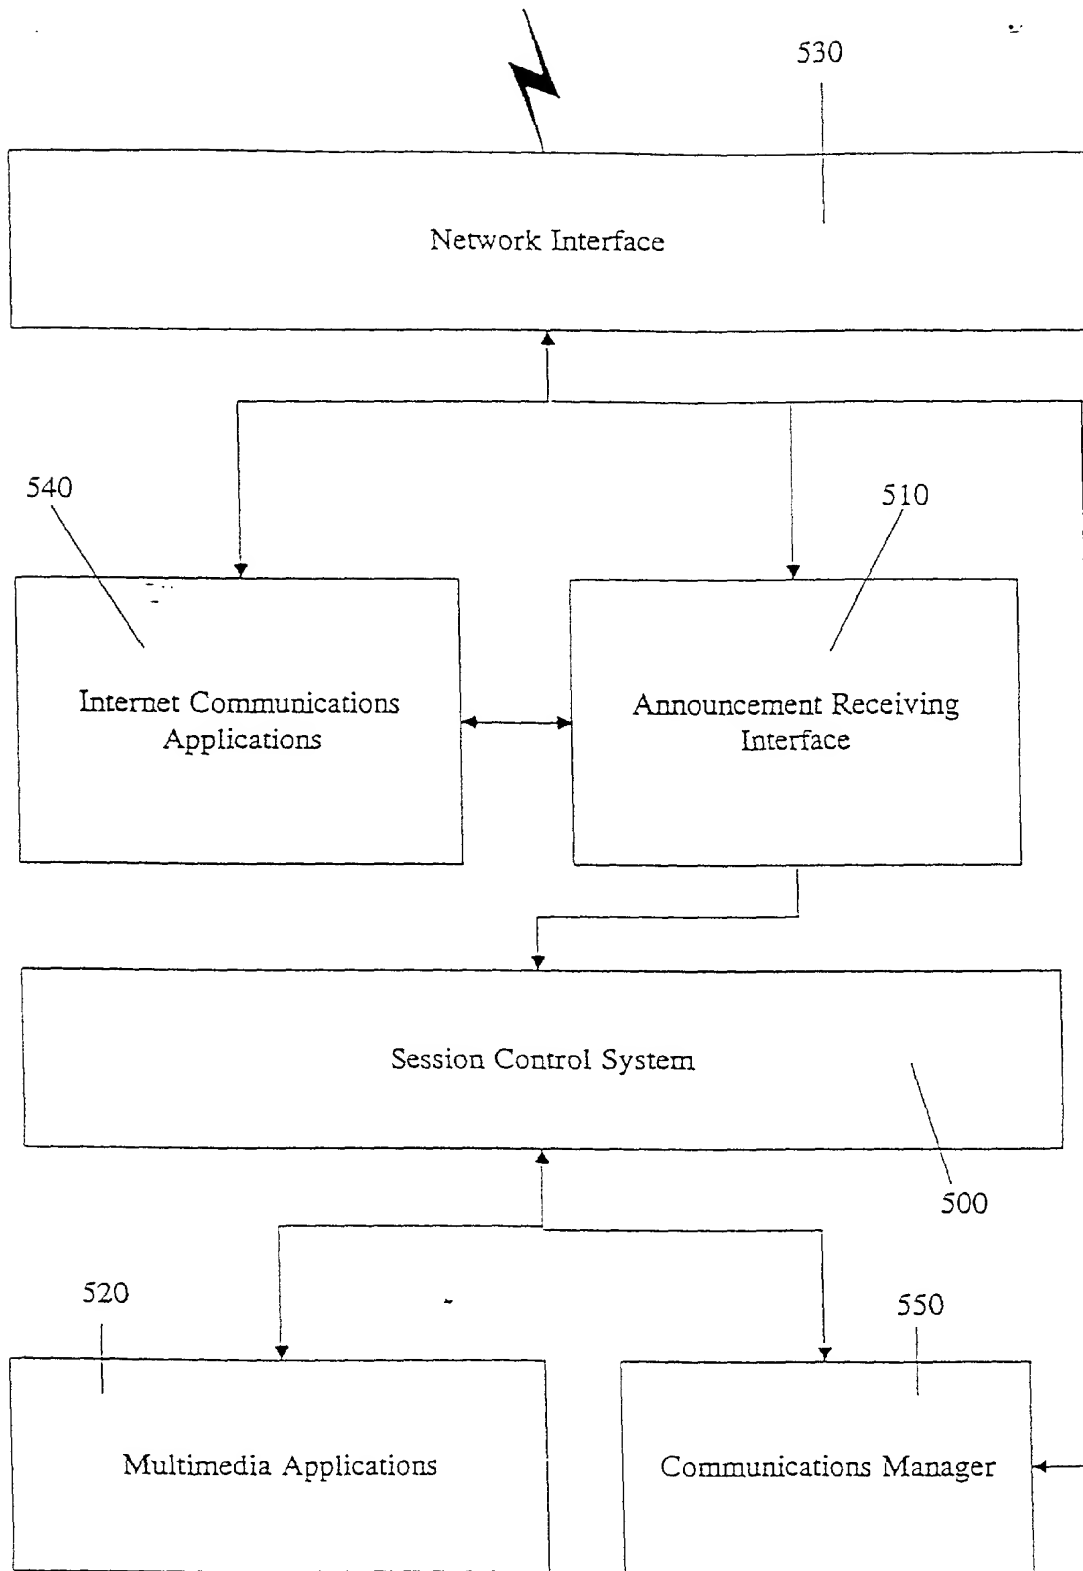 530
Network Interface
540
510
Internet Communications
Applications
Announcement Receiving
Interface
Session Control System
500
520
550
Multimedia Applications
Communications Manager